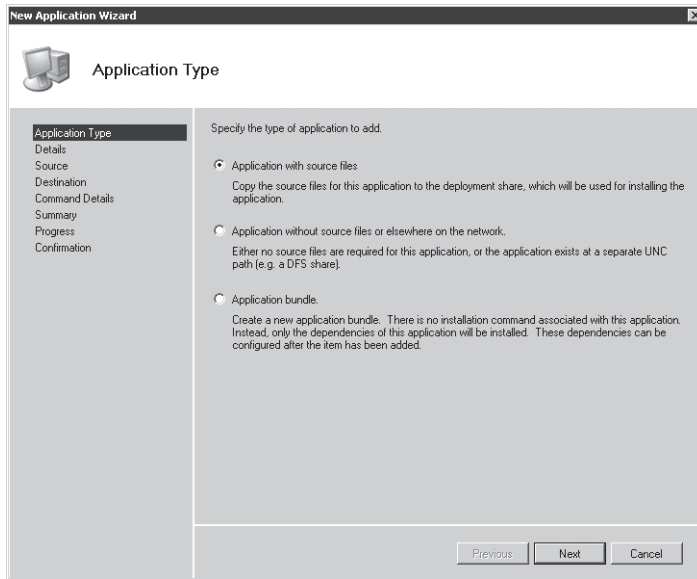 New Application Wizard
Application Type
Application Type
Details
Source
Destination
Command Details
Summary
Progress
Confirmation
Specify the type of application to add.
Application with source files
Copy the source files for this application to the deployment share, which will be used for installing the
application.
Application without source files or elsewhere on the network.
Either no source files are required for this application, or the application exists at a separate UNC
path (e.g. a DFS share).
Application bundle.
Create a new application bundle. There is no installation command associated with this application.
Instead, only the dependencies of this application will be installed. These dependencies can be
configured after the item has been added.
Previous
Next
Cancel